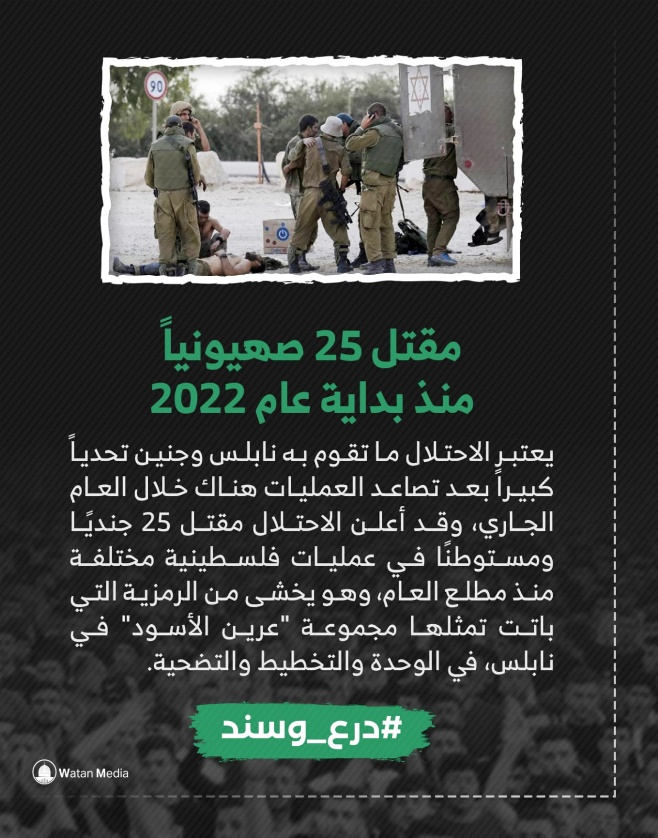 90
مقتل 25 صهيونياً
منذ بداية عام 2022
يعتبر الاحتلال ما تقوم به نابلس وجنين تحدياً
كبيراً بعد تصاعد العمليات هناك خلال العام
الجاري، وقد أعلن الاحتلال مقتل 25 جنديًا
ومستوطنًا في عمليات فلسطينية مختلفة
منذ مطلع العام، وهو يخشى من الرمزية التي
باتت تمثلها مجموعة "عرين الأسود" في
نابلس، في الوحدة والتخطيط والتضحية.
#درع_وسند
Watan Media